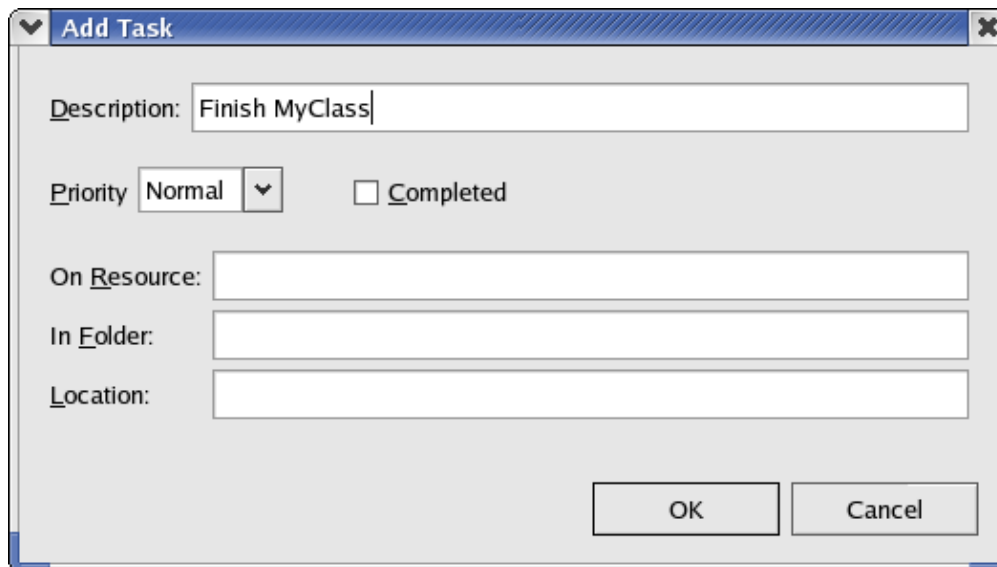 Add Task
Description: Finish MyClass
Priority Normal Completed
On Resource:
In Folder:
Location:
OK Cancel